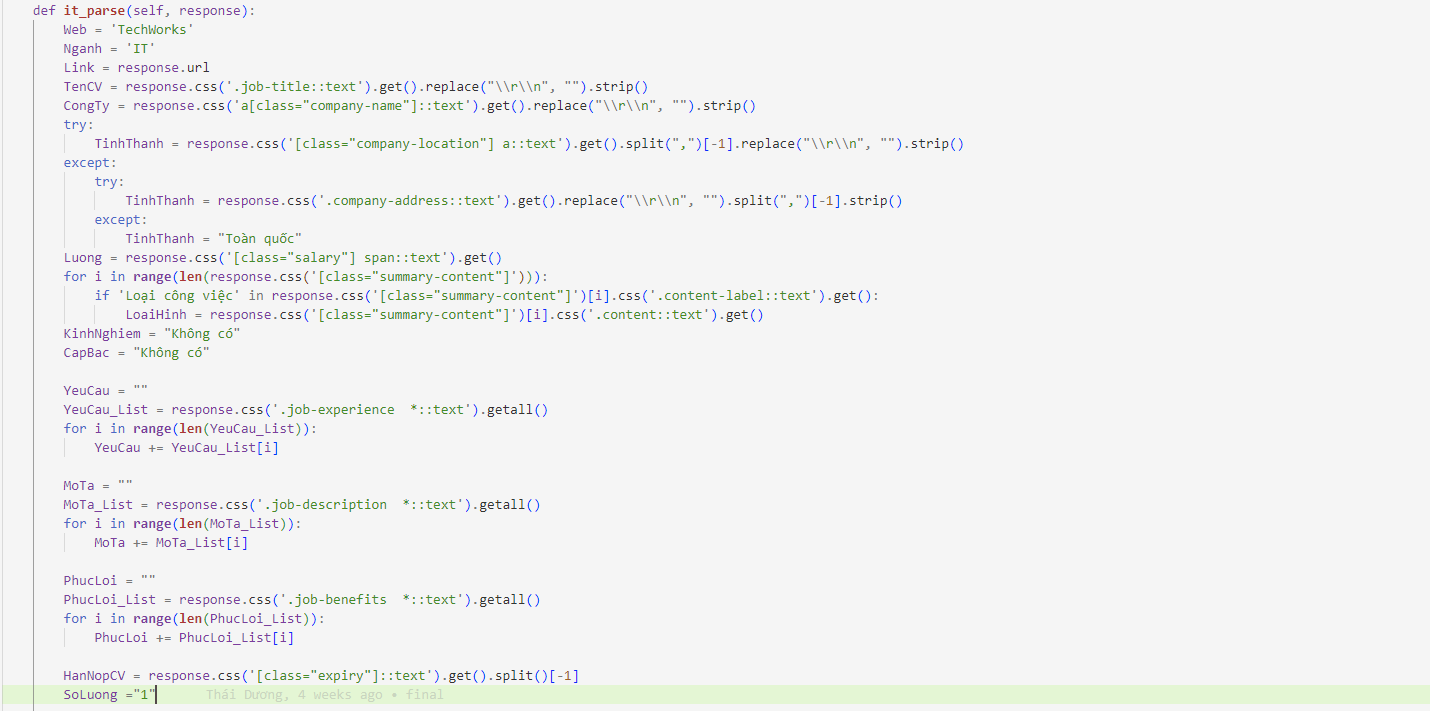 def it_parse(self, response):
    Web = 'TechWorks'
    Nganh = 'IT'
    Link = response.url
    TenCV = response.css('.job-title::text').get().replace("\\r\\n", "").strip()
    CongTy = response.css('a[class="company-name"]::text').get().replace("\\r\\n", "").strip()
    try:
        TinhThanh = response.css('[class="company-location"] a::text').get().split(",")[-1].replace("\\r\\n", "").strip()
    except:
        try:
            TinhThanh = response.css('.company-address::text').get().replace("\\r\\n", "").split(",")[-1].strip()
        except:
            TinhThanh = "Toàn quốc"
    Luong = response.css('[class="salary"] span::text').get()
    for i in range(len(response.css('[class="summary-content"]'))):
        if 'Loại công việc' in response.css('[class="summary-content"]')[i].css('.content-label::text').get():
            LoaiHinh = response.css('[class="summary-content"]')[i].css('.content::text').get()
    KinhNghiem = "Không có"
    CapBac = "Không có"

    YeuCau = ""
    YeuCau_List = response.css('.job-experience  *::text').getall()
    for i in range(len(YeuCau_List)):
        YeuCau += YeuCau_List[i]

    MoTa = ""
    MoTa_List = response.css('.job-description  *::text').getall()
    for i in range(len(MoTa_List)):
        MoTa += MoTa_List[i]

    PhucLoi = ""
    PhucLoi_List = response.css('.job-benefits  *::text').getall()
    for i in range(len(PhucLoi_List)):
        PhucLoi += PhucLoi_List[i]

    HanNopCV = response.css('[class="expiry"]::text').get().split()[-1]
    SoLuong ="1"      Thái Dương, 4 weeks ago • final